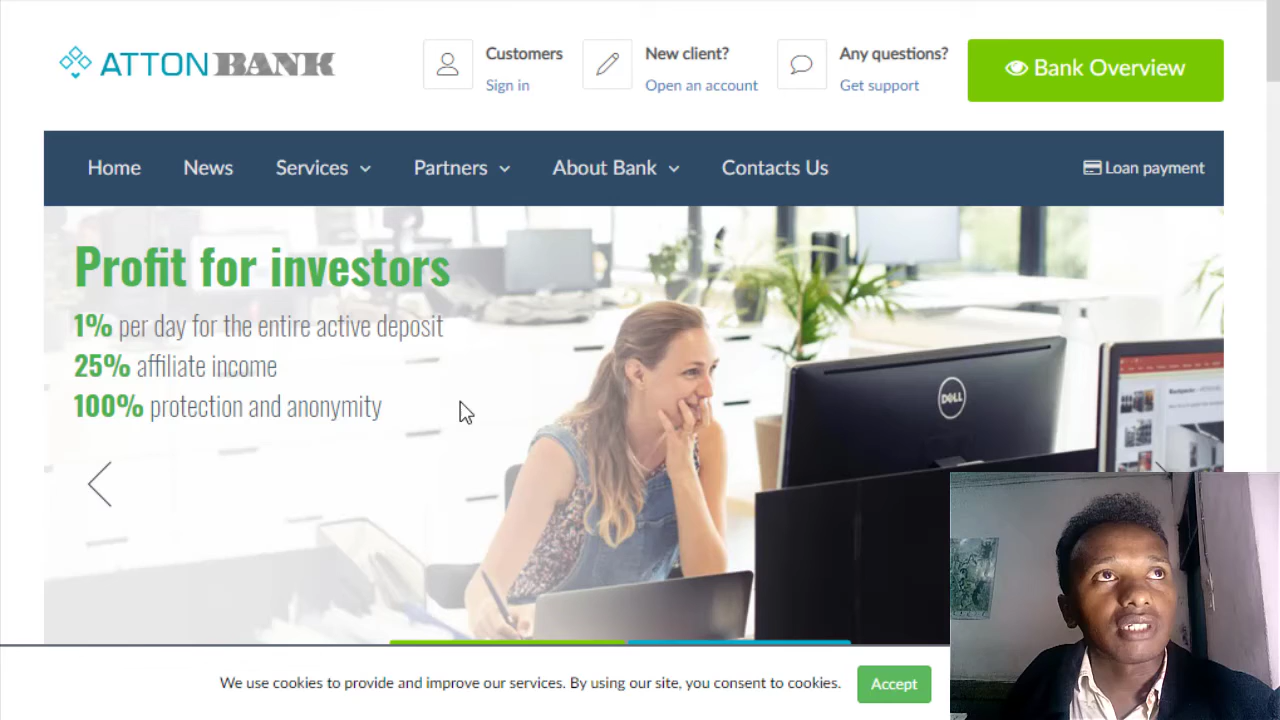 ATTONBANK
Customers
Sign in
New client?
Open an account
Any questions?
Get support
Bank Overview
Home
News
Services
Partners
About Bank
Contacts Us
Loan payment
Profit for investors
1% per day for the entire active deposit
25% affiliate income
100% protection and anonymity
DELL
We use cookies to provide and improve our services. By using our site, you consent to cookies.
Accept